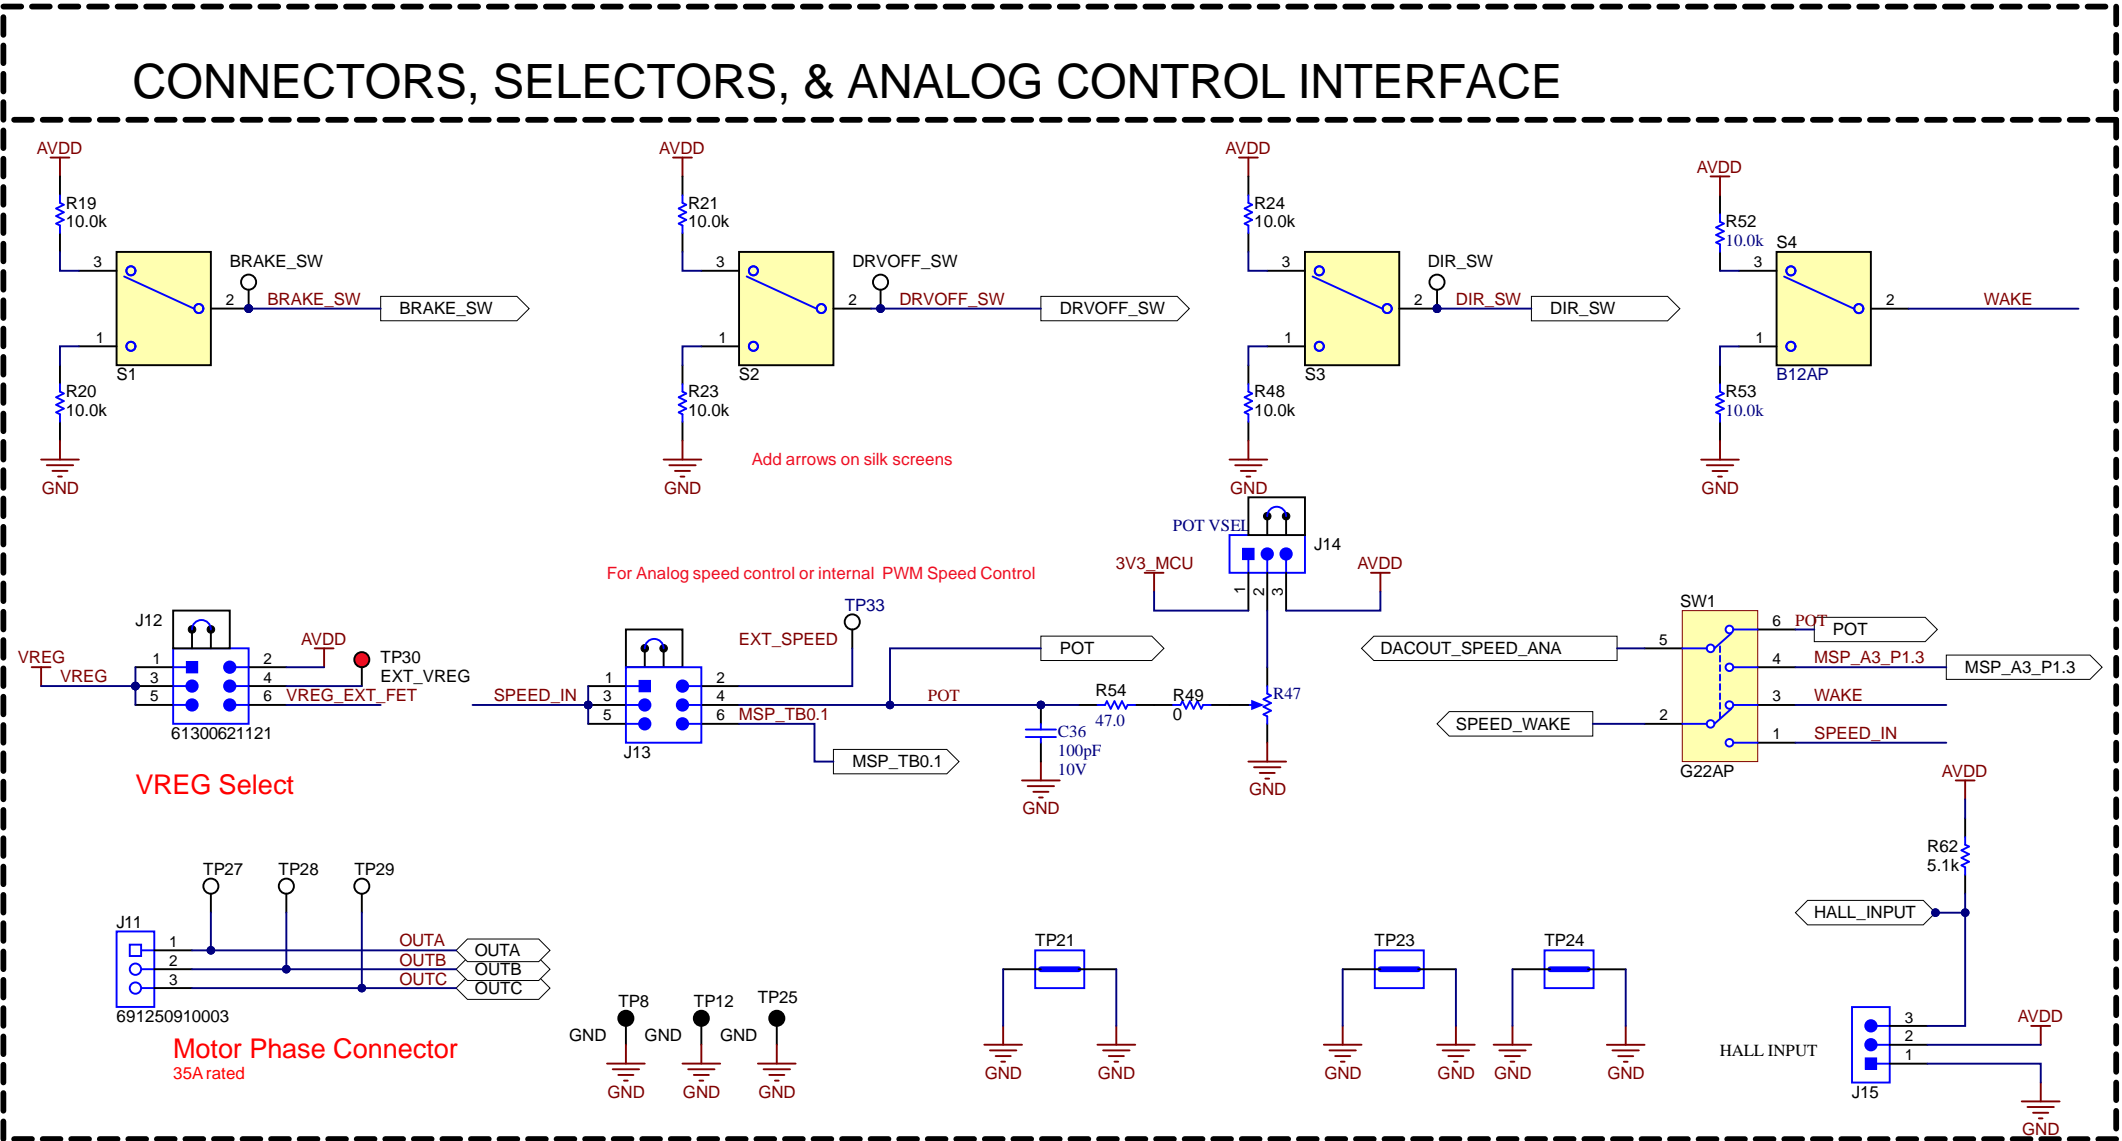 CONNECTORS, SELECTORS, & ANALOG CONTROL INTERFACE
AVDD
R19
10.0k
3
BRAKE_SW
2
BRAKE_SW
BRAKE_SW
1
S1
R20
10.0k
GND
AVDD
R21
10.0k
3
DRVOFF_SW
2
DRVOFF_SW
DRVOFF_SW
1
S2
R23
10.0k
GND
Add arrows on silk screens
AVDD
R24
10.0k
3
DIR_SW
2
DIR_SW
DIR_SW
1
S3
R48
10.0k
GND
AVDD
R52
10.0k
S4
3
2
WAKE
1
B12AP
R53
10.0k
GND
J12
VREG
VREG
1
3
5
AVDD
2
4
6
TP30
EXT_VREG
VREG_EXT_FET
61300621121
VREG Select
For Analog speed control or internal PWM Speed Control
TP33
EXT_SPEED
SPEED_IN
1
3
5
2
4
6
MSP_TB0.1
J13
MSP_TB0.1
POT
POT
R54
47.0
R49
0
R47
C36
100pF
10V
GND
GND
POT VSEL
J14
3V3_MCU
AVDD
1
2
3
SW1
DACOUT_SPEED_ANA
5
6
POT
POT
4
MSP_A3_P1.3
MSP_A3_P1.3
3
WAKE
SPEED_WAKE
2
1
SPEED_IN
G22AP
TP27
TP28
TP29
J11
1
2
3
OUTA
OUTA
OUTB
OUTB
OUTC
OUTC
691250910003
Motor Phase Connector
35A rated
TP8
GND
GND
TP12
GND
GND
TP25
GND
GND
TP21
GND
GND
TP23
GND
GND
TP24
GND
GND
AVDD
R62
5.1k
HALL_INPUT
HALL INPUT
3
2
1
AVDD
J15
GND